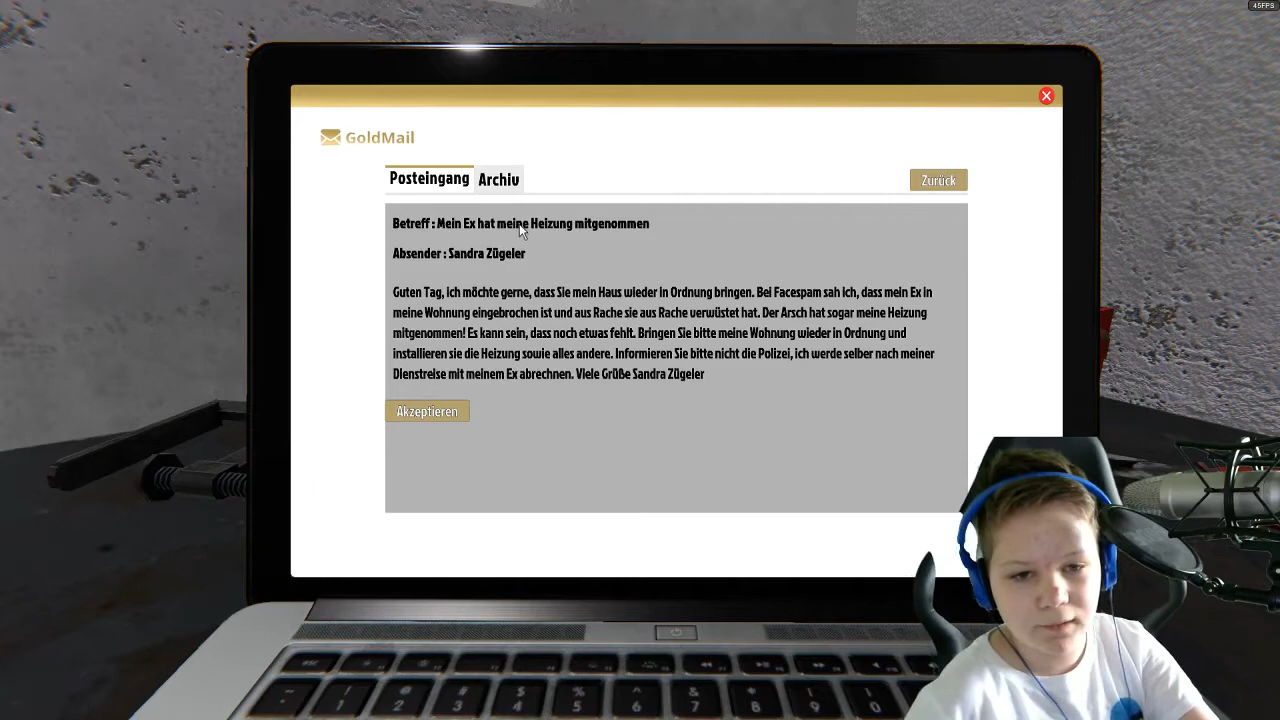 45FPS
GoldMail
Posteingang Archiv Zurück
Betreff : Mein Ex hat meine Heizung mitgenommen
Absender : Sandra Zügeler
Guten Tag, ich möchte gerne, dass Sie mein Haus wieder in Ordnung bringen. Bei Facespam sah ich, dass mein Ex in
meine Wohnung eingebrochen ist und aus Rache sie aus Rache verwüstet hat. Der Arsch hat sogar meine Heizung
mitgenommen! Es kann sein, dass noch etwas fehlt. Bringen Sie bitte meine Wohnung wieder in Ordnung und
installieren sie die Heizung sowie alles andere. Informieren Sie bitte nicht die Polizei, ich werde selber nach meiner
Dienstreise mit meinem Ex abrechnen. Viele Grüße Sandra Zügeler
Akzeptieren